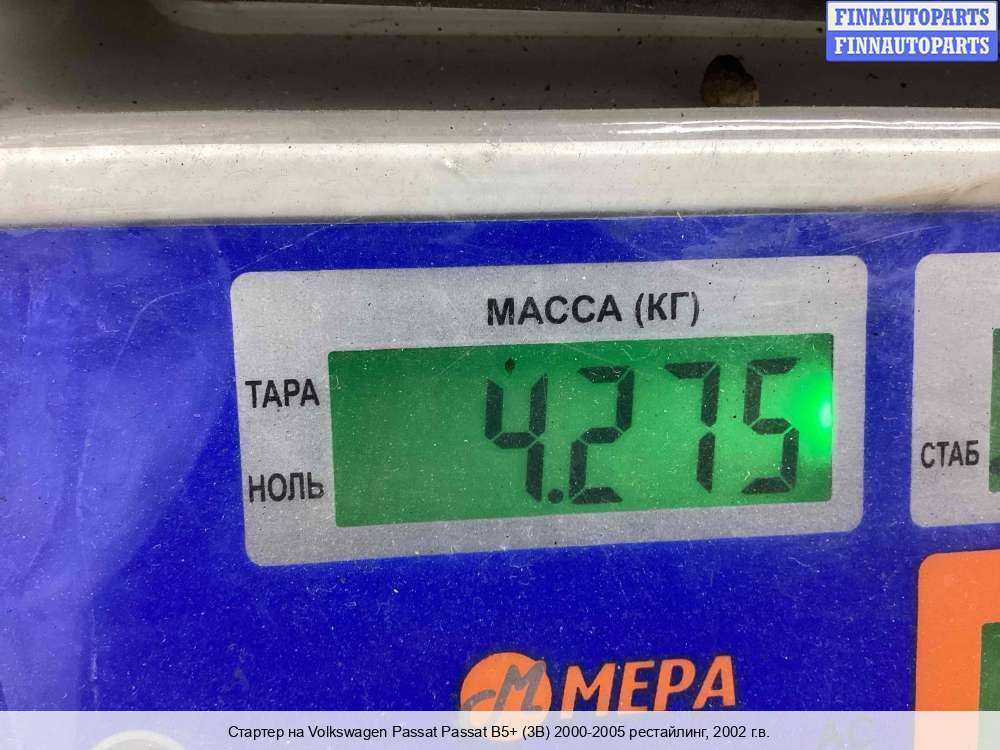 FINNAUTOPARTS
FINNAUTOPARTS
МАССА (КГ)
ТАРА
4.275
НОЛЬ
СТАБ
МЕРА
АС
Стартер на Volkswagen Passat Passat B5+ (3B) 2000-2005 рестайлинг, 2002 г.в.